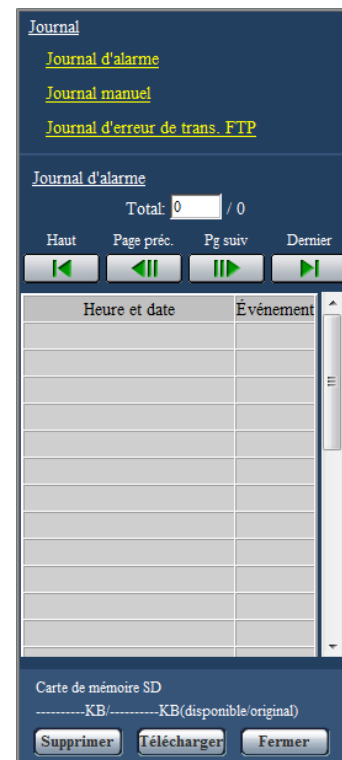 Journal
Journal d'alarme
Journal manuel
Journal d'erreur de trans. FTP
Journal d'alarme
Total: 0 / 0
Haut Page préc. Pg suiv Dernier
Heure et date Événement
Carte de mémoire SD
----------KB/----------KB(disponible/original)
Supprimer Télécharger Fermer